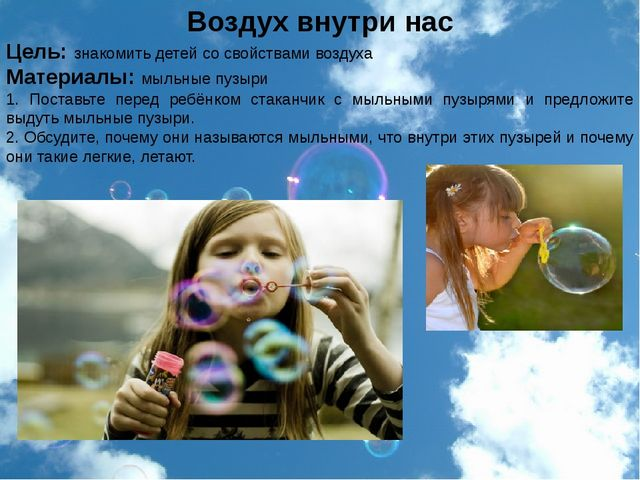 Воздух внутри нас
Цель: знакомить детей со свойствами воздуха
Материалы: мыльные пузыри
1. Поставьте перед ребёнком стаканчик с мыльными пузырями и предложите
выдуть мыльные пузыри.
2. Обсудите, почему они называются мыльными, что внутри этих пузырей и почему
они такие легкие, летают.